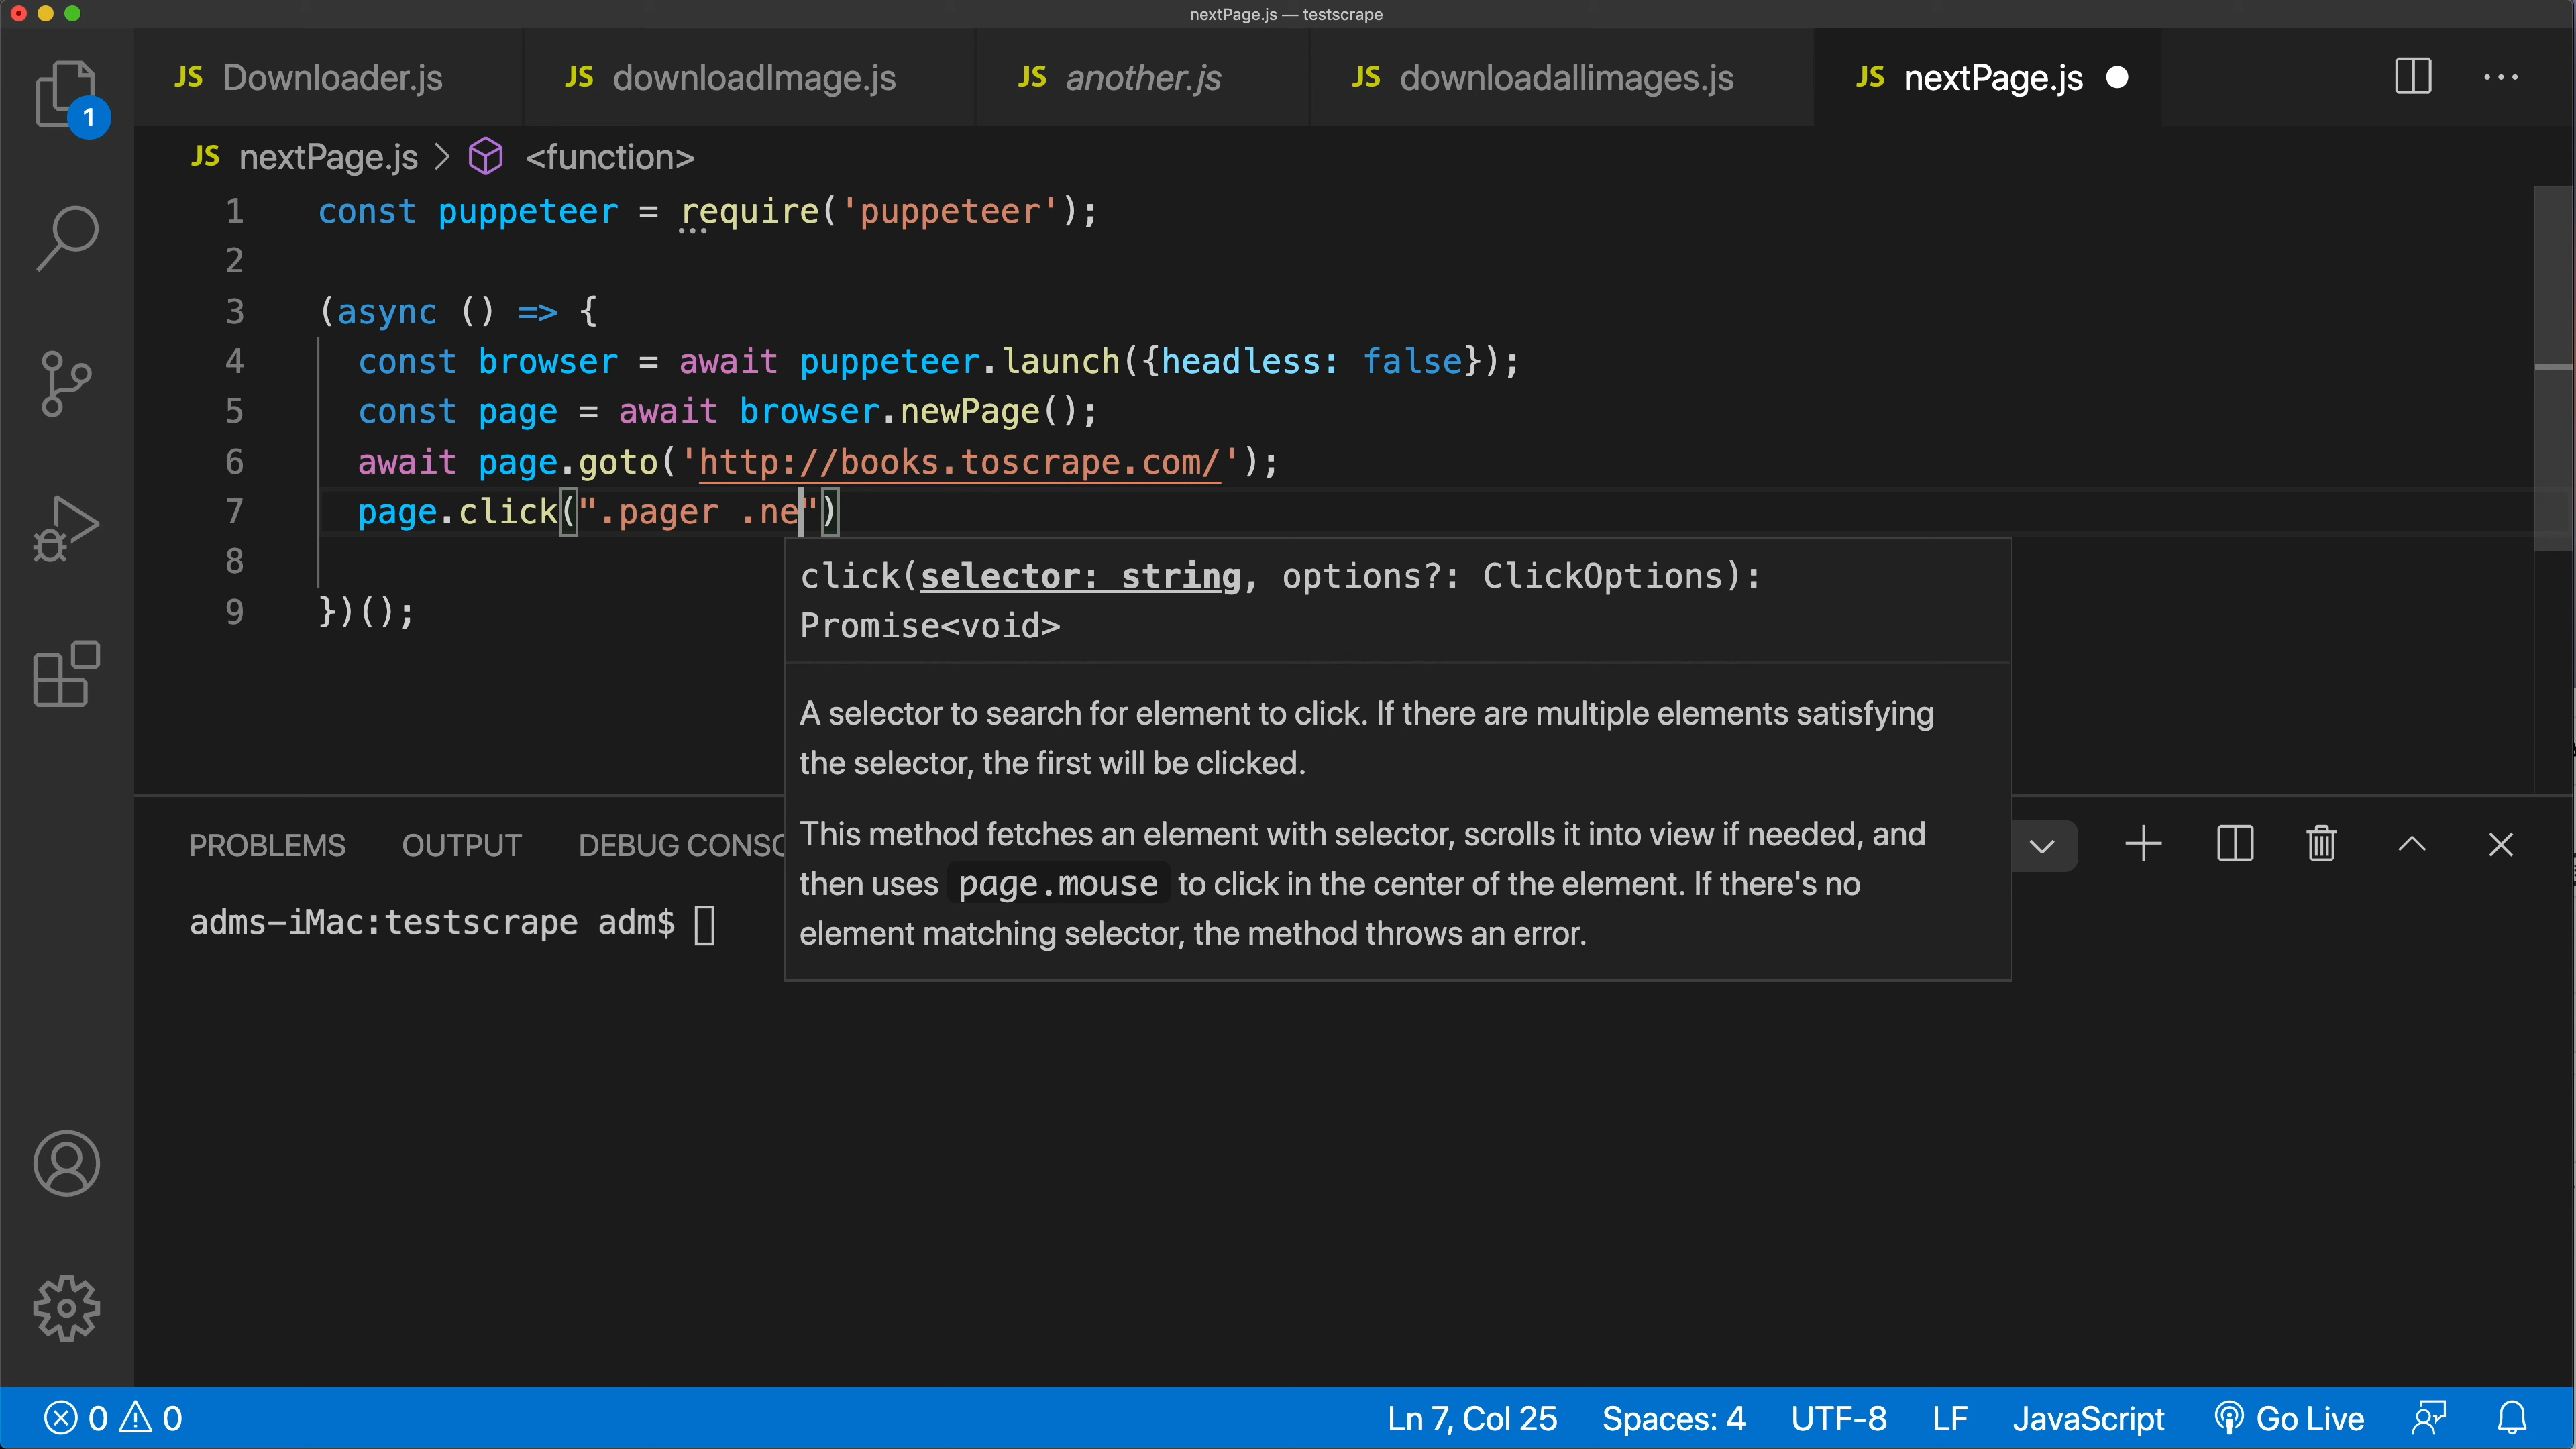 nextPage.js — testscrape
JS Downloader.js JS downloadImage.js JS another.js JS downloadallimages.js JS nextPage.js
1
JS nextPage.js > <function>
1 const puppeteer = require('puppeteer');
2
3 (async () => {
4 const browser = await puppeteer.launch({headless: false});
5 const page = await browser.newPage();
6 await page.goto('http://books.toscrape.com/');
7 page.click(".pager .ne")
8
9 })();
click(selector: string, options?: ClickOptions):
Promise<void>
A selector to search for element to click. If there are multiple elements satisfying
the selector, the first will be clicked.
This method fetches an element with selector, scrolls it into view if needed, and
then uses page.mouse to click in the center of the element. If there's no
element matching selector, the method throws an error.
PROBLEMS OUTPUT DEBUG CONSO
adms-iMac:testscrape adm$
0 0 Ln 7, Col 25 Spaces: 4 UTF-8 LF JavaScript Go Live